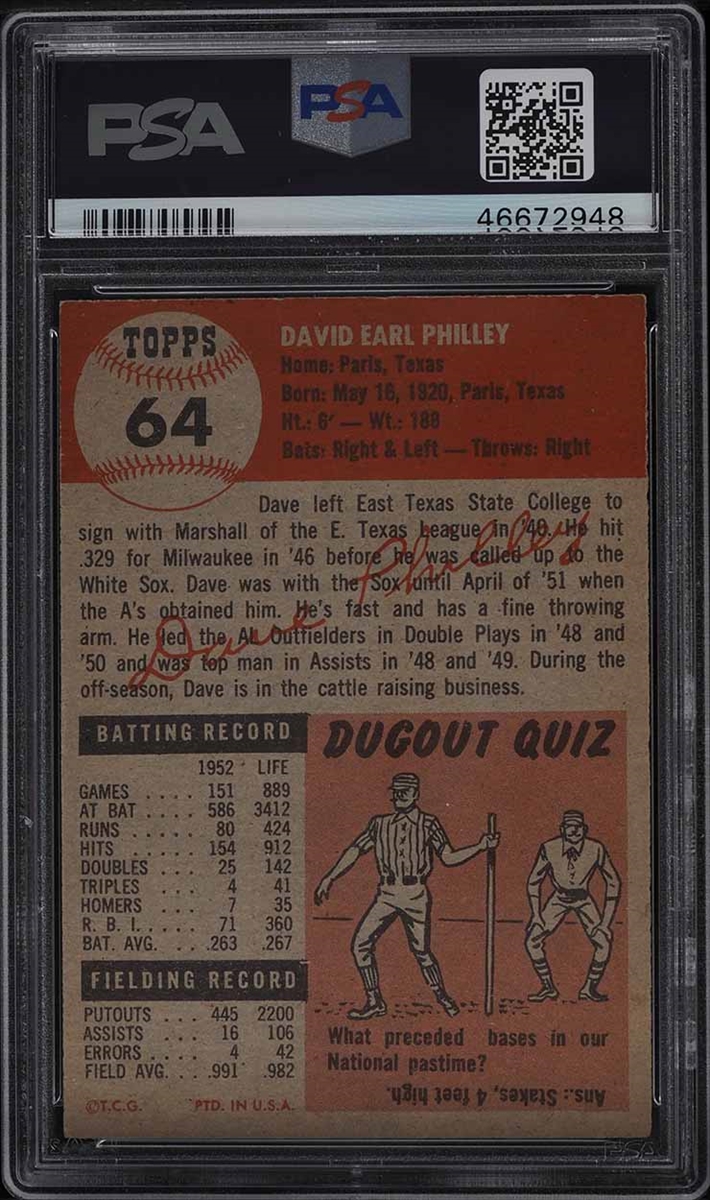 PSA
PSA
46672948
TOPPS
64
DAVID EARL PHILLEY
Home: Paris, Texas
Born: May 16, 1920, Paris, Texas
Ht.: 6' — Wt.: 188
Bats: Right & Left — Throws: Right
Dave left East Texas State College to
sign with Marshall of the E. Texas League in '40. He hit
.329 for Milwaukee in '46 before he was called up to the
White Sox. Dave was with the Sox until April of '51 when
the A's obtained him. He's fast and has a fine throwing
arm. He led the AL Outfielders in Double Plays in '48 and
'50 and was top man in Assists in '48 and '49. During the
off-season, Dave is in the cattle raising business.
Dave Philley
BATTING RECORD
1952 LIFE
GAMES .... 151 889
AT BAT .... 586 3412
RUNS ..... 80 424
HITS ..... 154 912
DOUBLES ... 25 142
TRIPLES ... 4 41
HOMERS ... 7 35
R. B. I. .... 71 360
BAT. AVG. ... .263 .267
FIELDING RECORD
PUTOUTS ... 445 2200
ASSISTS ... 16 106
ERRORS .... 4 42
FIELD AVG. ... .991 .982
©T.C.G. PTD. IN U.S.A.
DUGOUT QUIZ
What preceded bases in our
National pastime?
Ans.: Stakes, 4 feet high.
PSA